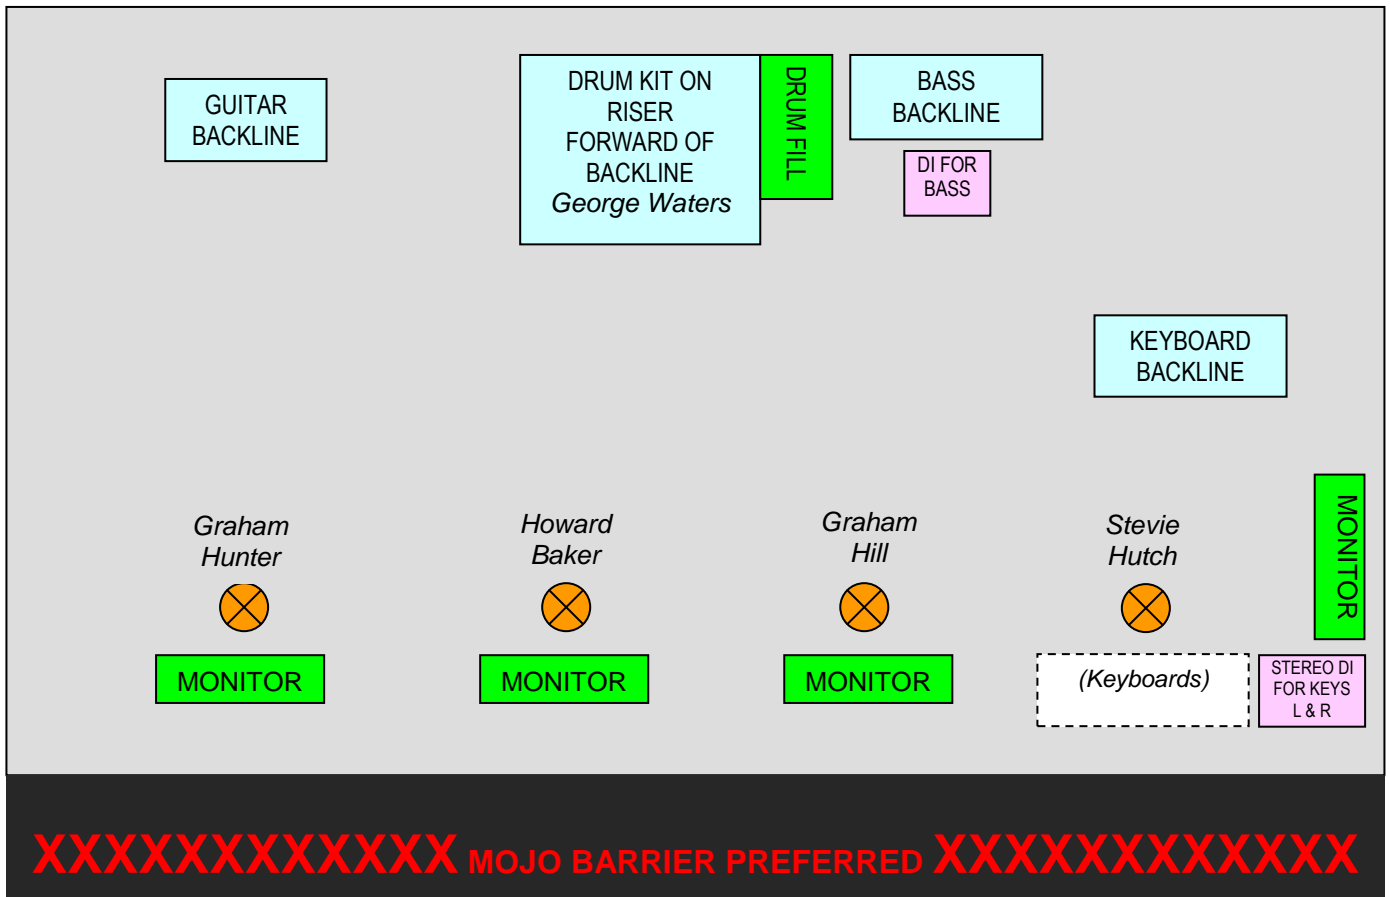 GUITAR
BACKLINE
DRUM KIT ON
RISER
FORWARD OF
BACKLINE
George Waters
DRUM FILL
BASS
BACKLINE
DI FOR
BASS
KEYBOARD
BACKLINE
Graham
Hunter
Howard
Baker
Graham
Hill
Stevie
Hutch
MONITOR
MONITOR
MONITOR
MONITOR
(Keyboards)
STEREO DI
FOR KEYS
L & R
XXXXXXXXXXXX MOJO BARRIER PREFERRED XXXXXXXXXXXX